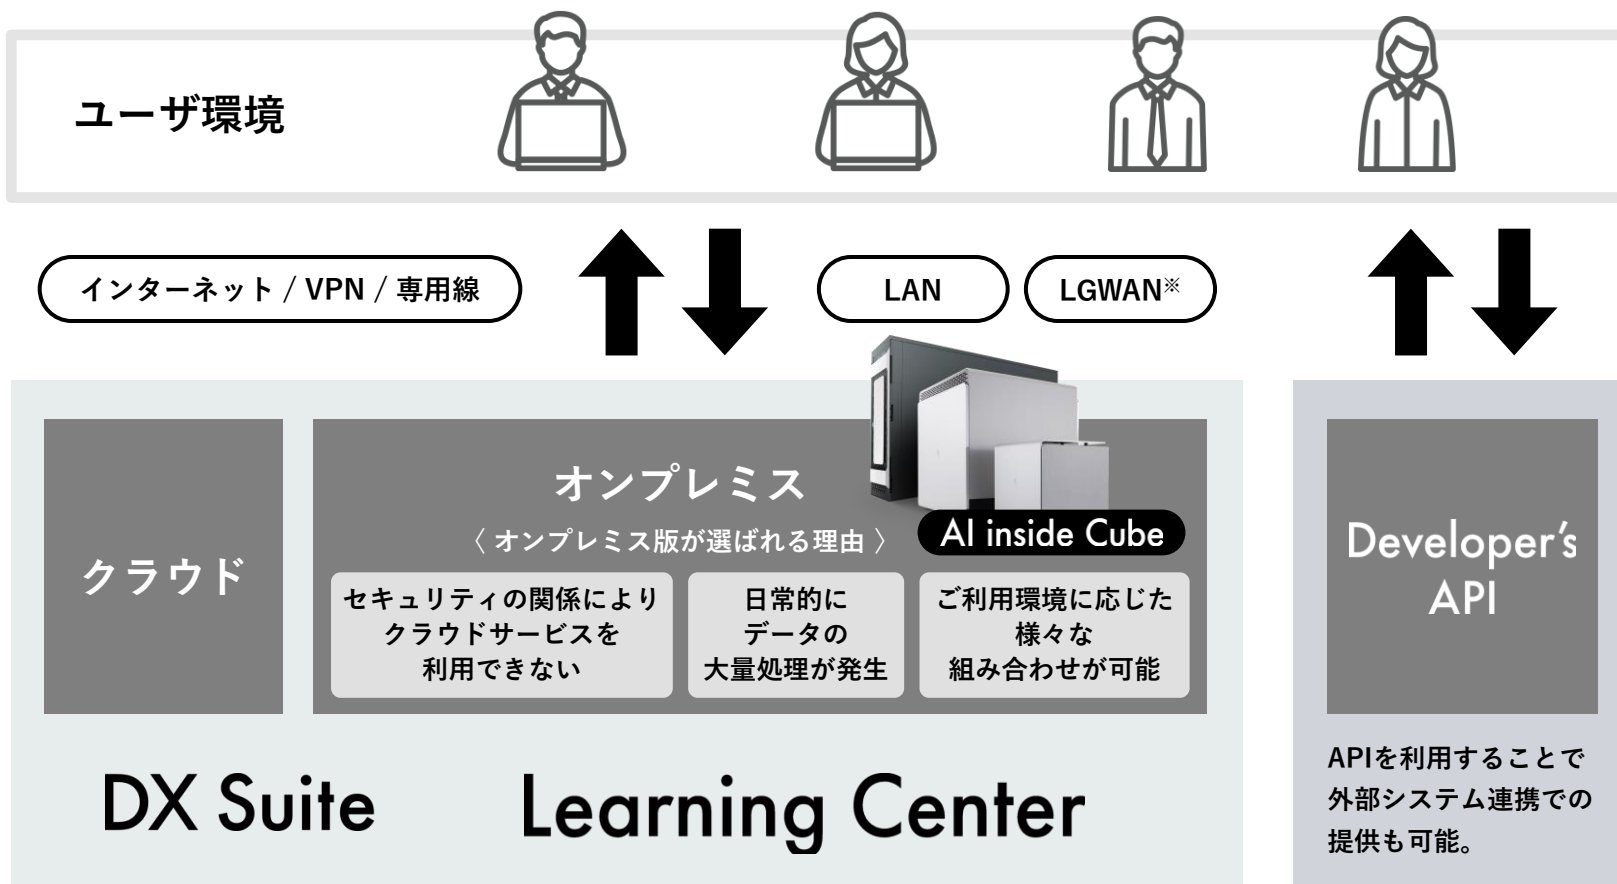 ユーザ環境
インターネット / VPN / 専用線
LAN
LGWAN※
クラウド
オンプレミス
〈 オンプレミス版が選ばれる理由 〉
AI inside Cube
セキュリティの関係により
クラウドサービスを
利用できない
日常的に
データの
大量処理が発生
ご利用環境に応じた
様々な
組み合わせが可能
Developer's
API
DX Suite
Learning Center
APIを利用することで
外部システム連携での
提供も可能。